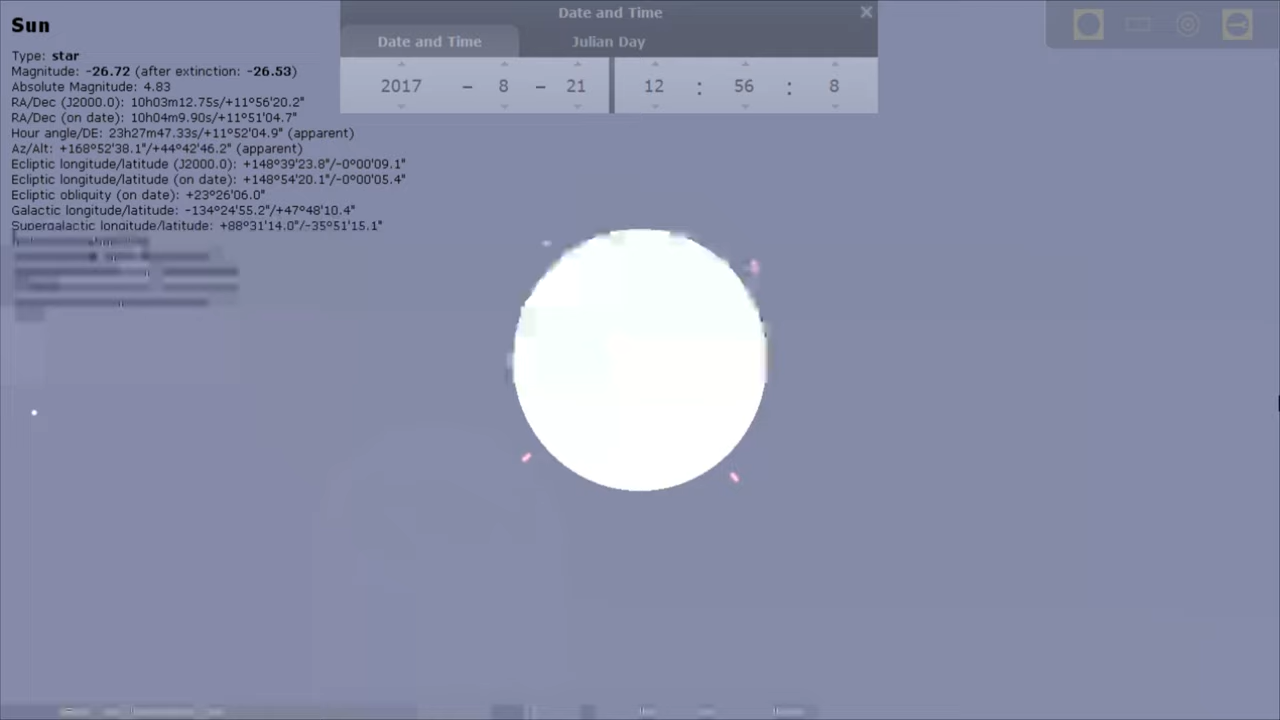 Sun
Date and Time
Date and Time Julian Day
2017 - 8 - 21 12 : 56 : 8
Type: star
Magnitude: -26.72 (after extinction: -26.53)
Absolute Magnitude: 4.83
RA/Dec (J2000.0): 10h03m12.75s/+11°56'20.2"
RA/Dec (on date): 10h04m9.90s/+11°51'04.7"
Hour angle/DE: 23h27m47.33s/+11°52'04.9" (apparent)
Az/Alt: +168°52'38.1"/+44°42'46.2" (apparent)
Ecliptic longitude/latitude (J2000.0): +148°39'23.8"/-0°00'09.1"
Ecliptic longitude/latitude (on date): +148°54'20.1"/-0°00'05.4"
Ecliptic obliquity (on date): +23°26'06.0"
Galactic longitude/latitude: -134°24'55.2"/+47°48'10.4"
Supergalactic longitude/latitude: +88°31'14.0"/-35°51'15.1"